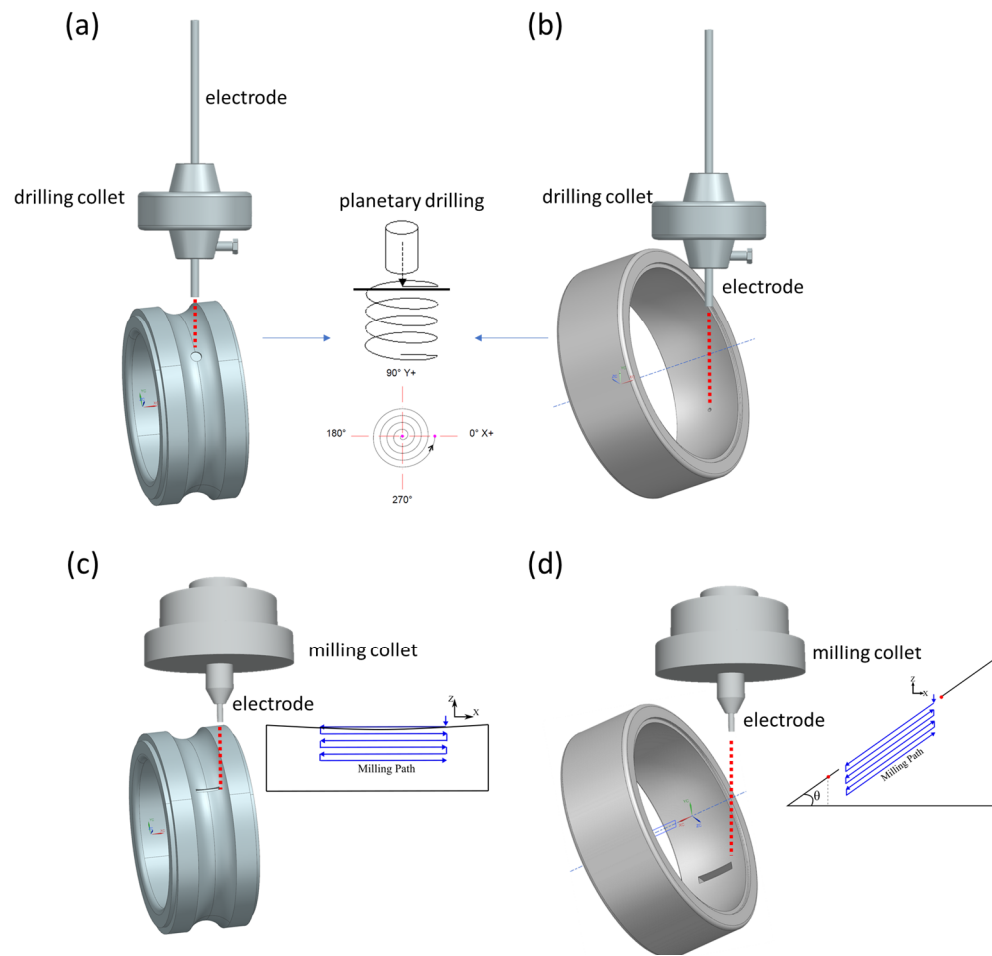 (a)
(b)
electrode
drilling collet
planetary drilling
drilling collet
electrode
90° Y+
180°
0° X+
270°
(c)
(d)
milling collet
electrode
Z
X
Milling Path
milling collet
electrode
Z
X
Milling Path
θ